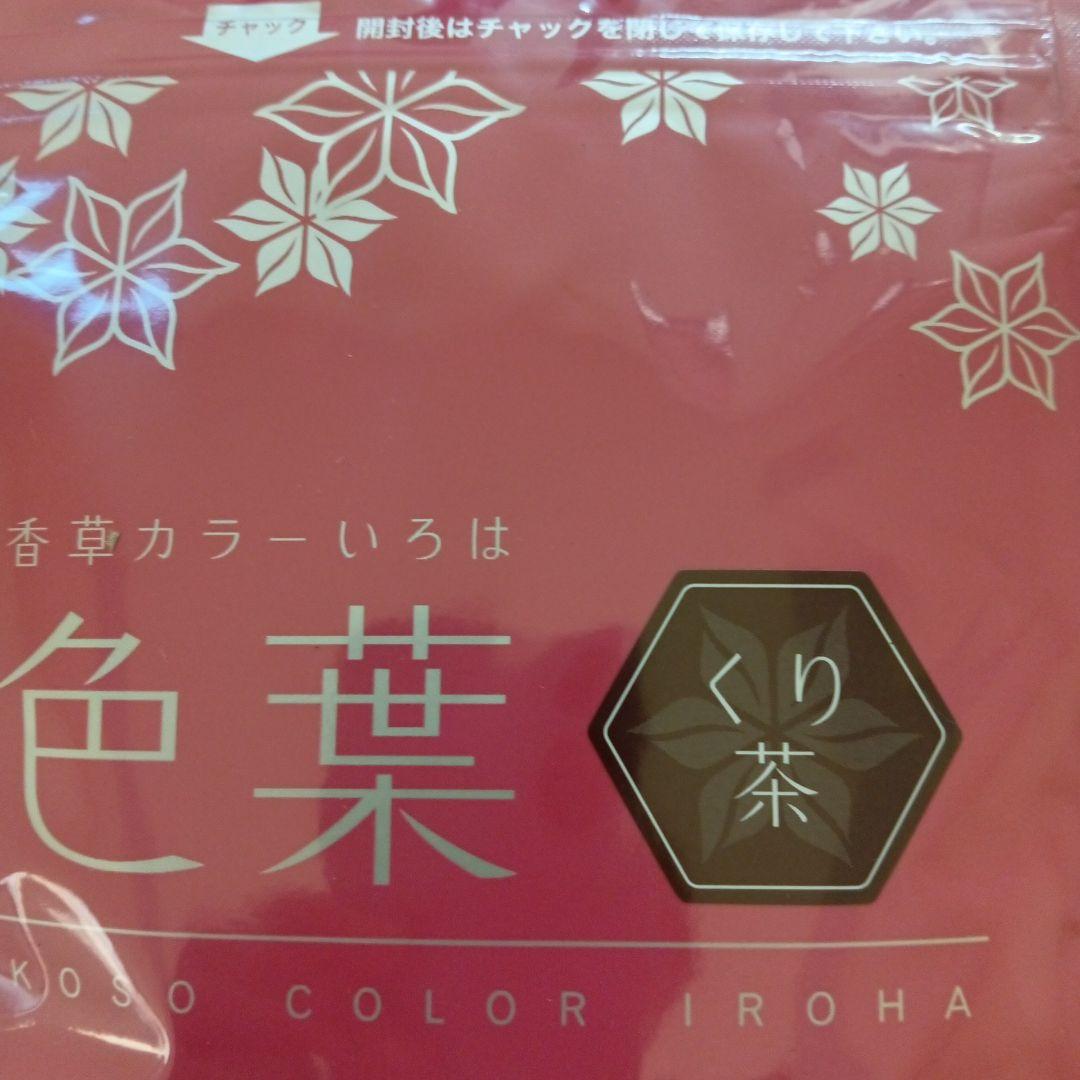 チャック
開封後はチャックを閉じて保存して下さい。
香草カラーいろは
色葉
くり
茶
KOSO COLOR IROHA